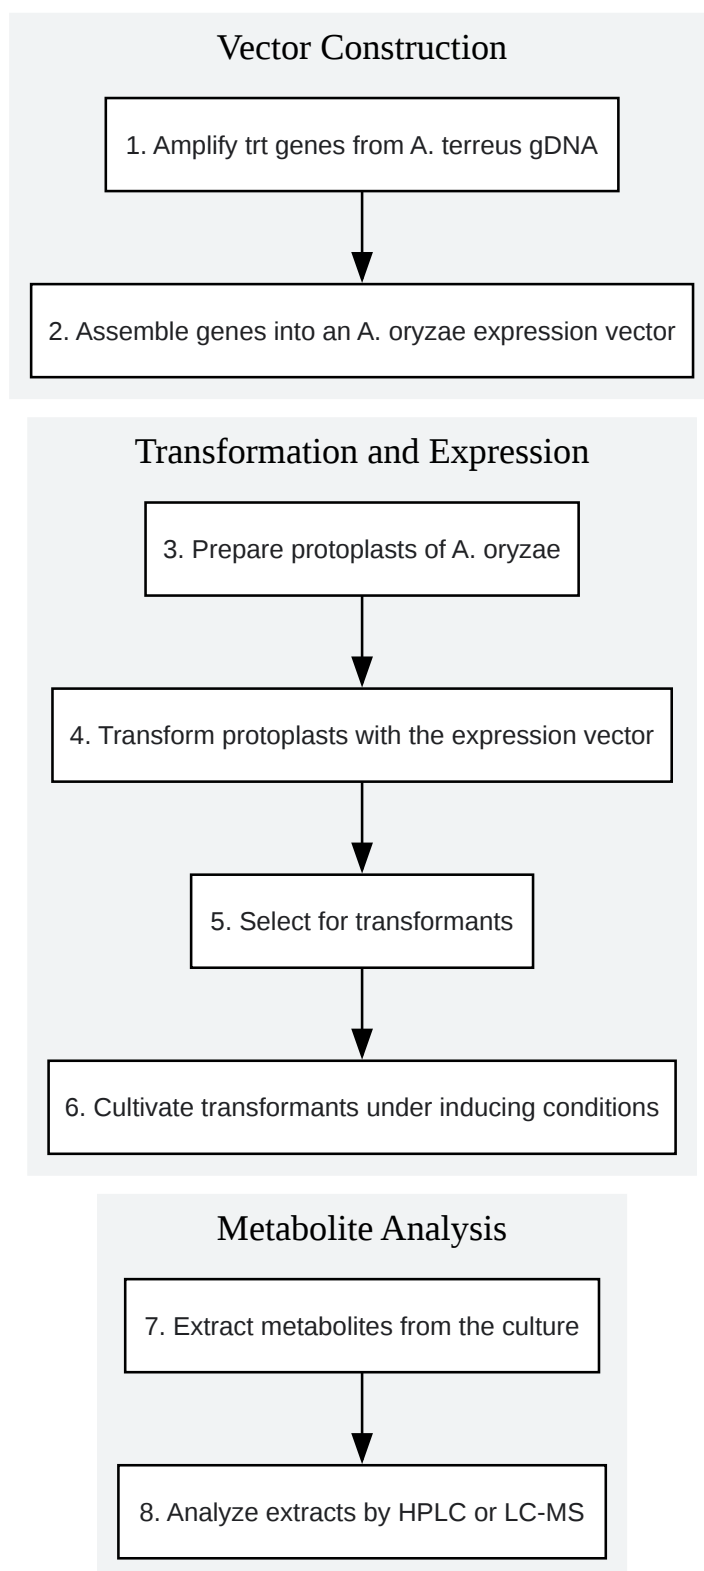 Vector Construction
1. Amplify trt genes from A. terreus gDNA
2. Assemble genes into an A. oryzae expression vector
Transformation and Expression
3. Prepare protoplasts of A. oryzae
4. Transform protoplasts with the expression vector
5. Select for transformants
6. Cultivate transformants under inducing conditions
Metabolite Analysis
7. Extract metabolites from the culture
8. Analyze extracts by HPLC or LC-MS